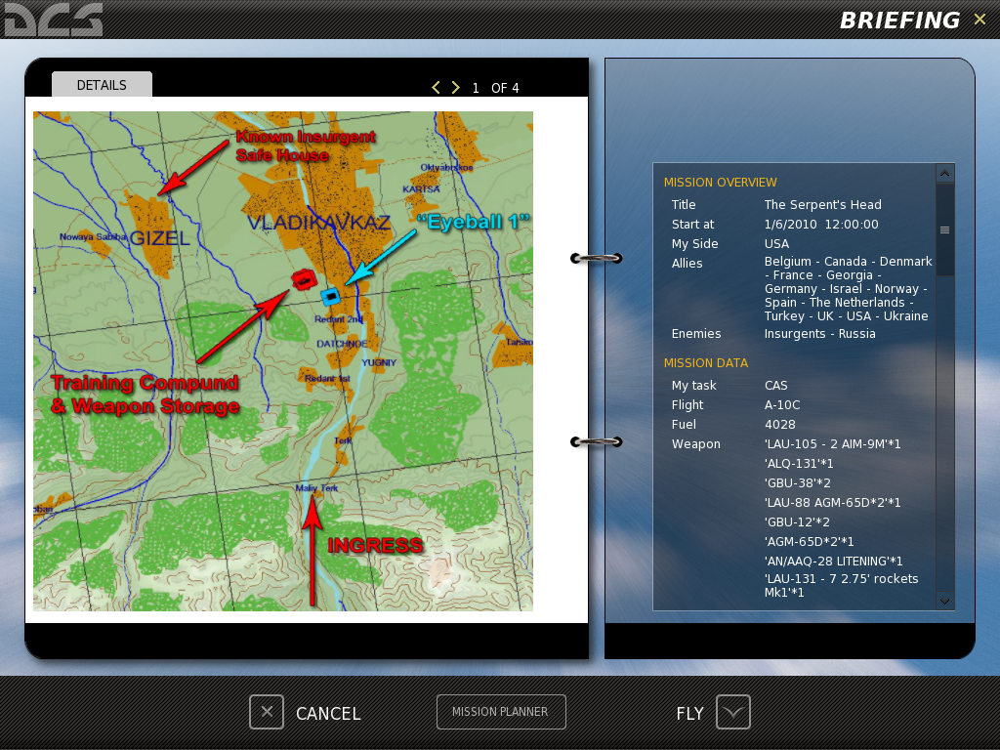 DCS
BRIEFING
DETAILS
1 OF 4
Known Insurgent
Safe House
Oktyabrskoe
KARTSA
VLADIKAVKAZ
"Eyeball 1"
Nowaya Saniba
GIZEL
Redant 2nd
DATCHNOE
YUGNIY
Redant 1st
Training Compund
& Weapon Storage
Terk
Maliy Terk
INGRESS
MISSION OVERVIEW
Title The Serpent's Head
Start at 1/6/2010 12:00:00
My Side USA
Allies Belgium - Canada - Denmark
- France - Georgia -
Germany - Israel - Norway -
Spain - The Netherlands -
Turkey - UK - USA - Ukraine
Enemies Insurgents - Russia
MISSION DATA
My task CAS
Flight A-10C
Fuel 4028
Weapon 'LAU-105 - 2 AIM-9M'*1
'ALQ-131'*1
'GBU-38'*2
'LAU-88 AGM-65D*2'*1
'GBU-12'*2
'AGM-65D*2'*1
'AN/AAQ-28 LITENING'*1
'LAU-131 - 7 2.75' rockets
Mk1'*1
CANCEL
MISSION PLANNER
FLY